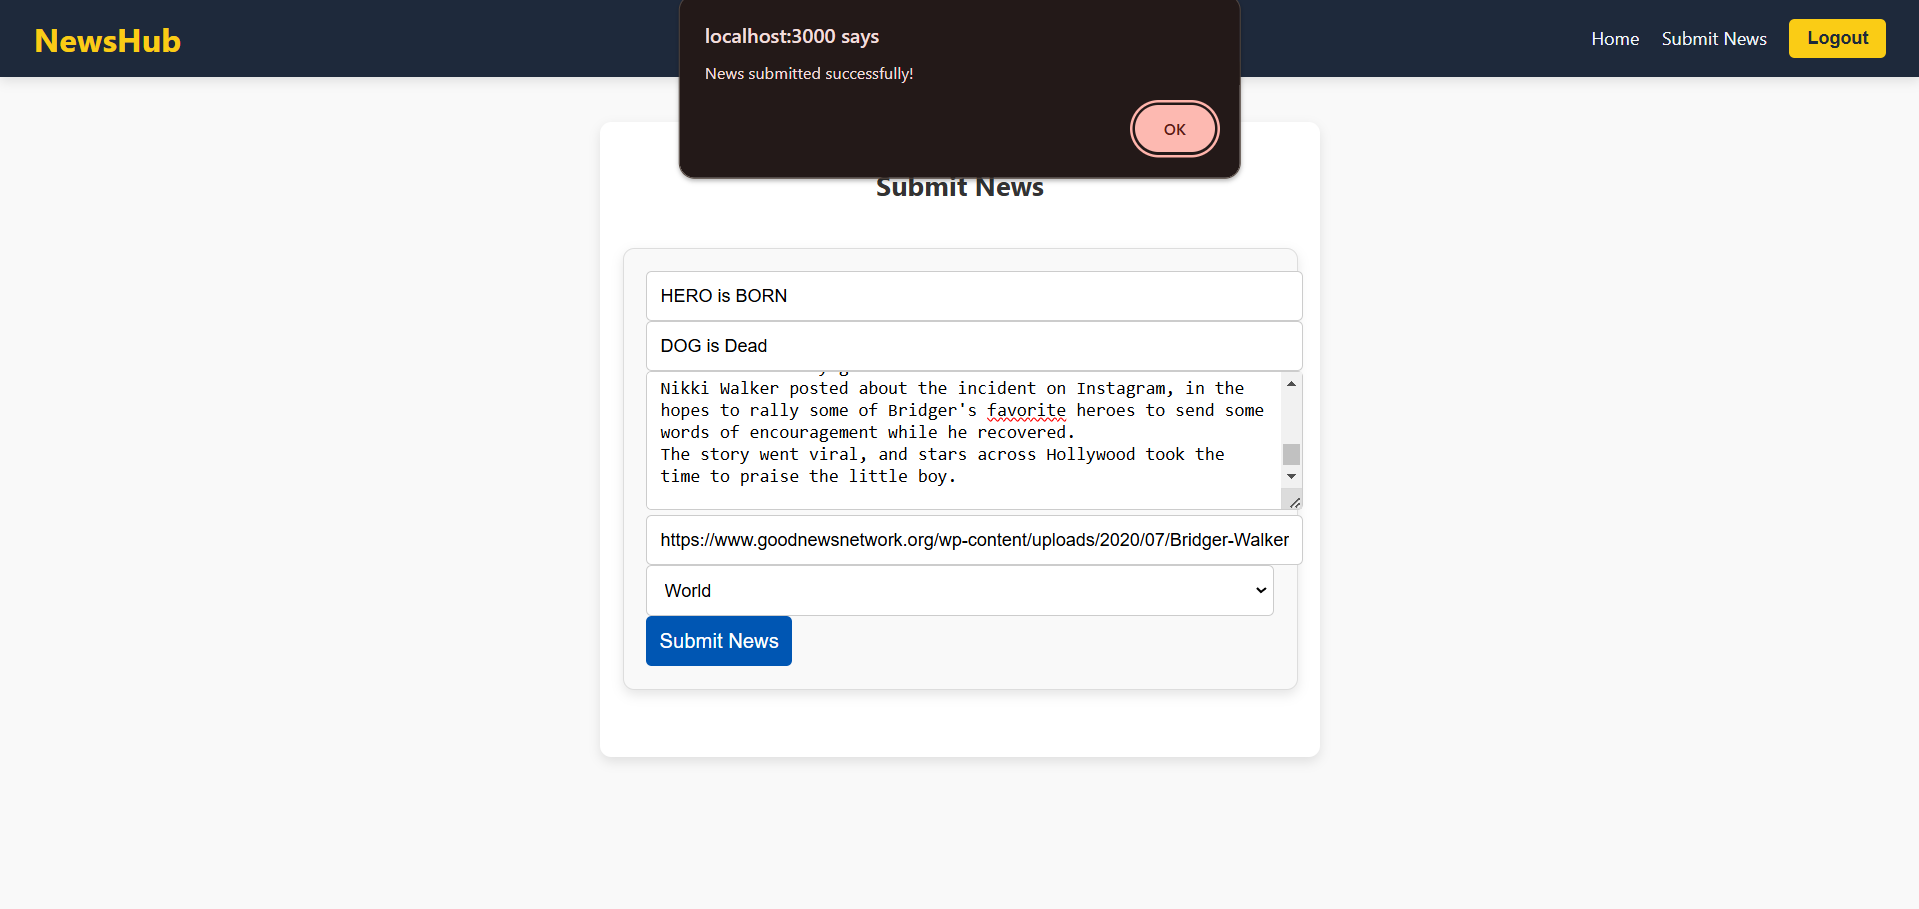 NewsHub
Home
Submit News
Logout
localhost:3000 says
News submitted successfully!
OK
Submit News
HERO is BORN
DOG is Dead
Nikki Walker posted about the incident on Instagram, in the
hopes to rally some of Bridger's favorite heroes to send some
words of encouragement while he recovered.
The story went viral, and stars across Hollywood took the
time to praise the little boy.
https://www.goodnewsnetwork.org/wp-content/uploads/2020/07/Bridger-Walker
World
Submit News